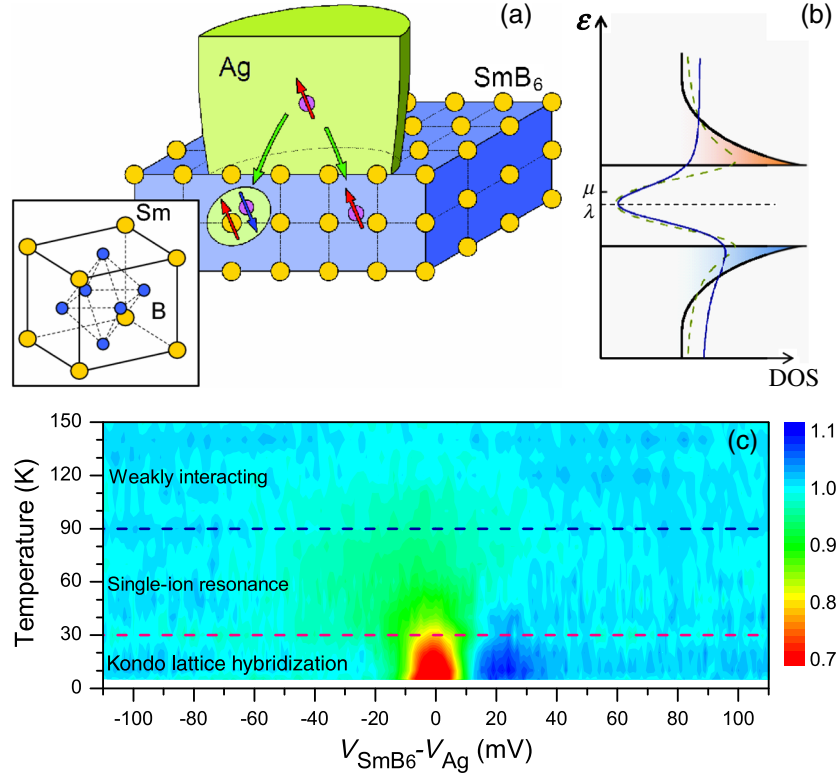 (a)
Ag
SmB6
Sm
B
(b)
ε
μ
λ
DOS
(c)
Temperature (K)
150
120
90
60
30
0
Weakly interacting
Single-ion resonance
Kondo lattice hybridization
-100 -80 -60 -40 -20 0 20 40 60 80 100
VSmB6-VAg (mV)
1.1
1.0
0.9
0.8
0.7